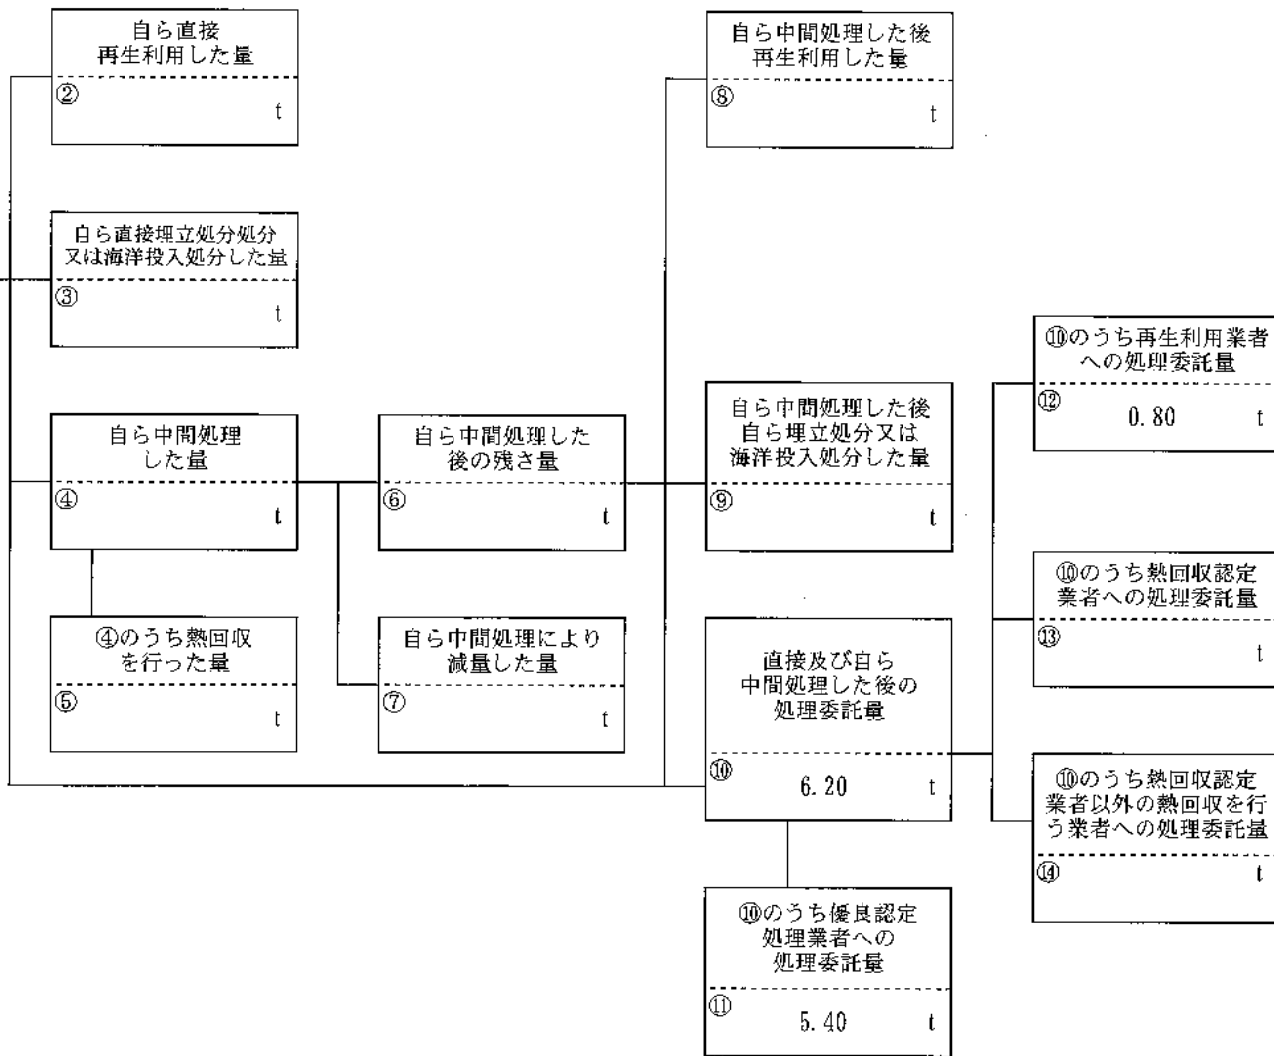 自ら直接
再生利用した量
②
t
自ら中間処理した後
再生利用した量
⑧
t
自ら直接埋立処分処分
又は海洋投入処分した量
③
t
⑩のうち再生利用業者
への処理委託量
⑫
0.80 t
自ら中間処理
した量
④
t
自ら中間処理した
後の残さ量
⑥
t
自ら中間処理した後
自ら埋立処分又は
海洋投入処分した量
⑨
t
⑩のうち熱回収認定
業者への処理委託量
⑬
t
④のうち熱回収
を行った量
⑤
t
自ら中間処理により
減量した量
⑦
t
直接及び自ら
中間処理した後の
処理委託量
⑩
6.20 t
⑩のうち熱回収認定
業者以外の熱回収を行
う業者への処理委託量
⑭
t
⑩のうち優良認定
処理業者への
処理委託量
⑪
5.40 t